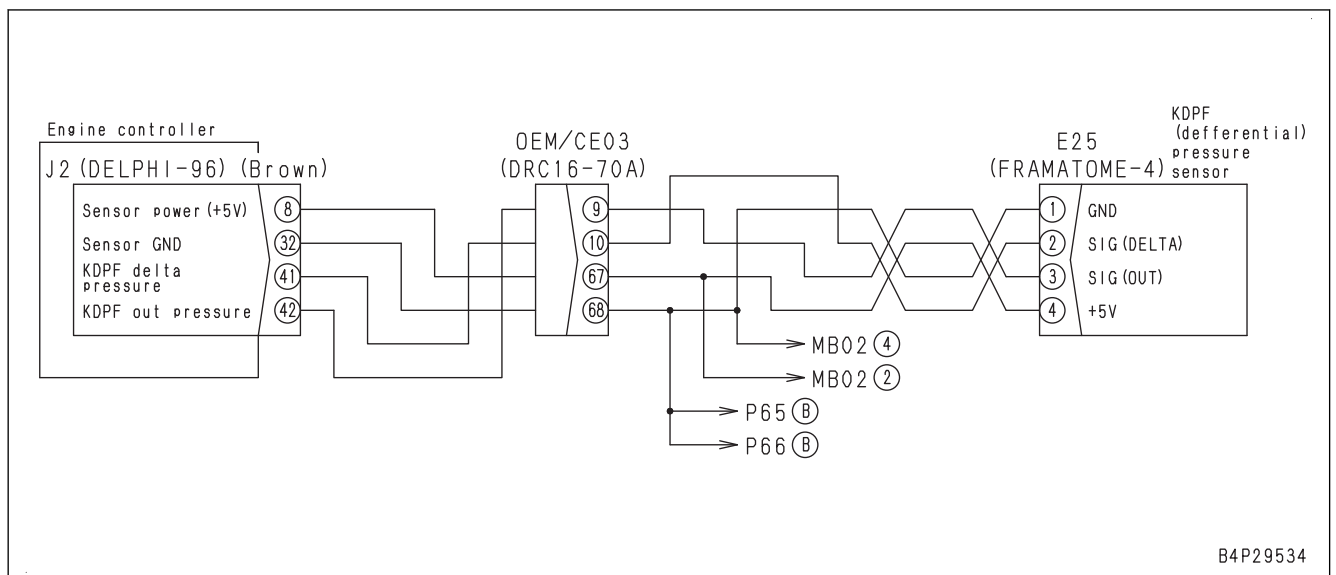 Engine controller
J2(DELPHI-96)(Brown)
Sensor power(+5V) 8
Sensor GND 32
KDPF delta
pressure 41
KDPF out pressure 42
OEM/CE03
(DRC16-70A)
9
10
67
68
MB02 4
MB02 2
P65 B
P66 B
E25
(FRAMATOME-4)
KDPF
(defferential)
pressure
sensor
1 GND
2 SIG(DELTA)
3 SIG(OUT)
4 +5V
B4P29534